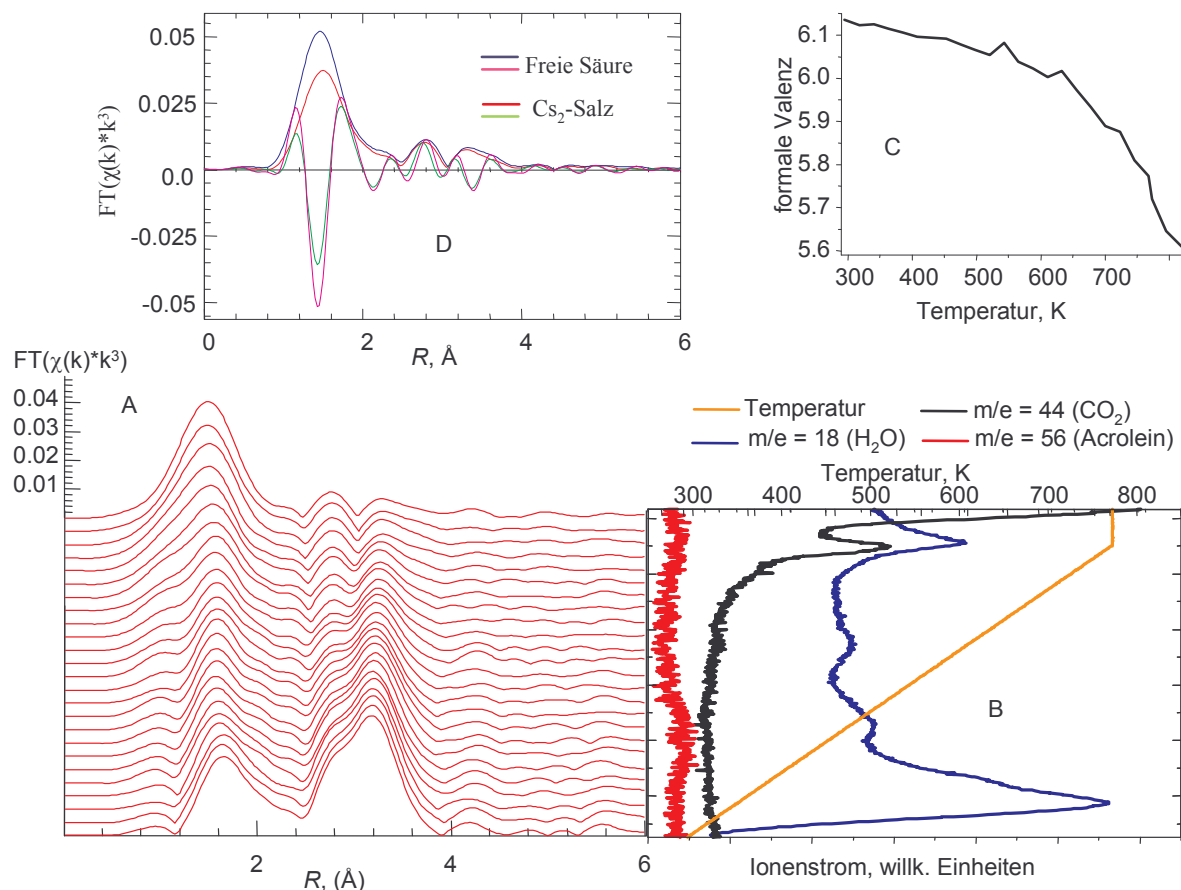 0.05
0.025
0.0
-0.025
-0.05
FT(χ(k)*k³)
Freie Säure
Cs₂-Salz
D
0 2 4 6
R, Å
6.1
6.0
5.9
5.8
5.7
5.6
formale Valenz
C
300 400 500 600 700
Temperatur, K
FT(χ(k)*k³)
0.04
0.03
0.02
0.01
A
2 4 6
R, (Å)
Temperatur
m/e = 44 (CO₂)
m/e = 18 (H₂O)
m/e = 56 (Acrolein)
Temperatur, K
300 400 500 600 700 800
B
Ionenstrom, willk. Einheiten